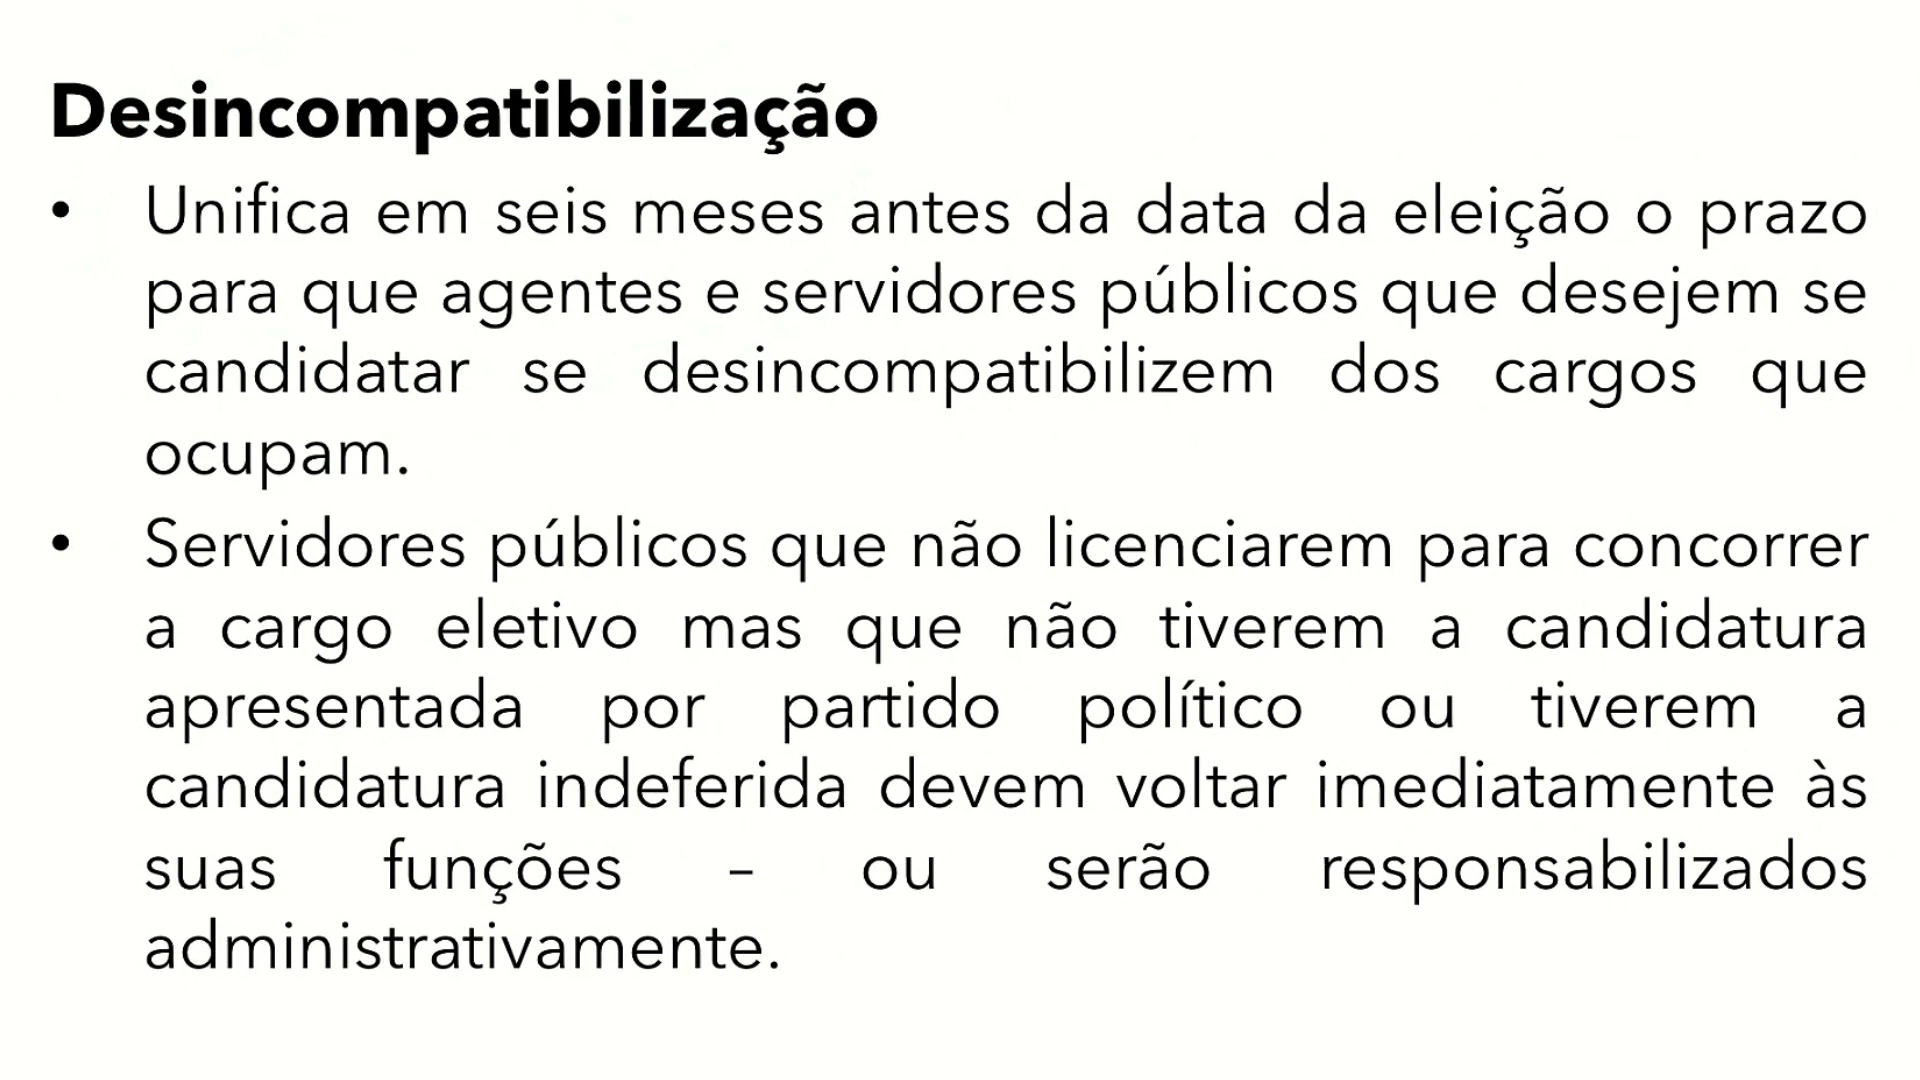 Desincompatibilização
• Unifica em seis meses antes da data da eleição o prazo
para que agentes e servidores públicos que desejem se
candidatar se desincompatibilizem dos cargos que
ocupam.
• Servidores públicos que não licenciarem para concorrer
a cargo eletivo mas que não tiverem a candidatura
apresentada por partido político ou tiverem a
candidatura indeferida devem voltar imediatamente às
suas funções – ou serão responsabilizados
administrativamente.